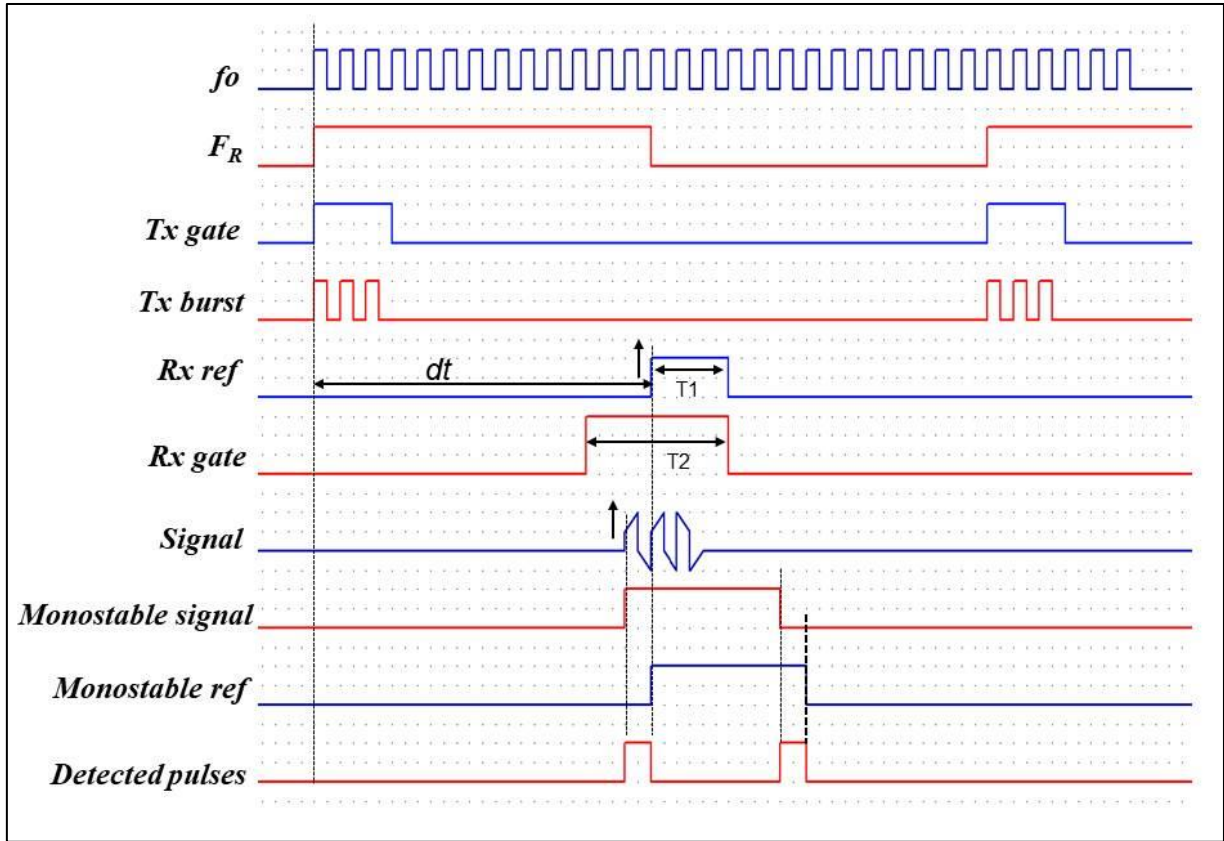 fo
FR
Tx gate
Tx burst
Rx ref
dt
T1
Rx gate
T2
Signal
Monostable signal
Monostable ref
Detected pulses